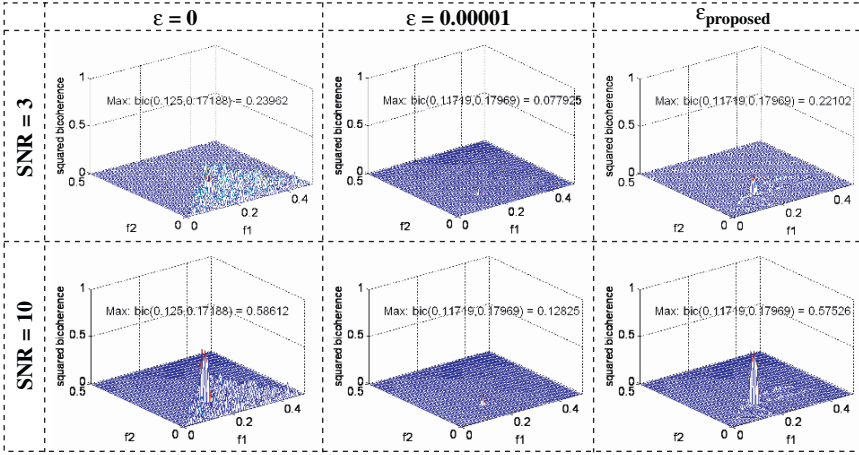 ε = 0
ε = 0.00001
εproposed
SNR = 3
squared bicoherence
1
0.5
0
0.5
f2
0
0
0.2
0.4
f1
Max: bic(0.125,0.17188) = 0.23962
squared bicoherence
1
0.5
0
0.5
f2
0
0
0.2
0.4
f1
Max: bic(0.11719,0.17969) = 0.077925
squared bicoherence
1
0.5
0
0.5
f2
0
0
0.2
0.4
f1
Max: bic(0.11719,0.17969) = 0.22102
SNR = 10
squared bicoherence
1
0.5
0
0.5
f2
0
0
0.2
0.4
f1
Max: bic(0.125,0.17188) = 0.58612
squared bicoherence
1
0.5
0
0.5
f2
0
0
0.2
0.4
f1
Max: bic(0.11719,0.17969) = 0.12825
squared bicoherence
1
0.5
0
0.5
f2
0
0
0.2
0.4
f1
Max: bic(0.11719,0.17969) = 0.57526